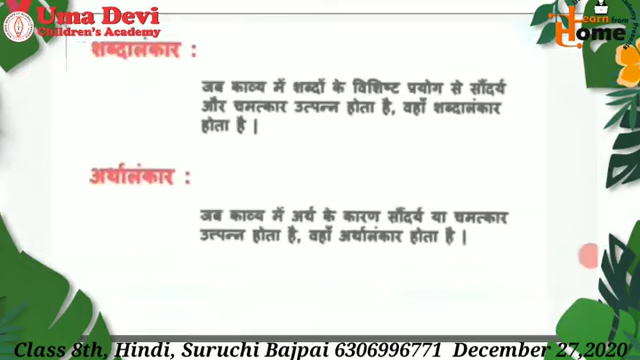 Uma Devi
Children's Academy
Learn from
Home
शब्दालंकार :
जब काव्य में शब्दों के विशिष्ट प्रयोग से सौंदर्य
और चमत्कार उत्पन्न होता है, वहाँ शब्दालंकार
होता है |
अर्थालंकार :
जब काव्य में अर्थ के कारण सौंदर्य या चमत्कार
उत्त्पन्न होता है, वहाँ अर्थालंकार होता है |
Class 8th, Hindi, Suruchi Bajpai 6306996771 December 27,2020